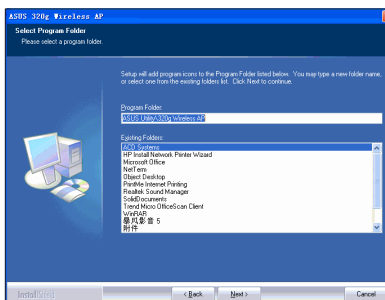 ASUS 320g Wireless AP
Select Program Folder
Please select a program folder.
Setup will add program icons to the Program Folder listed below. You may type a new folder name,
or select one from the existing folders list. Click Next to continue.
Program Folder:
ASUS Utility\320g Wireless AP
Existing Folders:
ACD Systems
HP Install Network Printer Wizard
Microsoft Office
NetTerm
Object Desktop
PrintMe Internet Printing
Realtek Sound Manager
SolidDocuments
Trend Micro OfficeScan Client
WinRAR
暴风影音 5
附件
InstallShield
< Back
Next >
Cancel